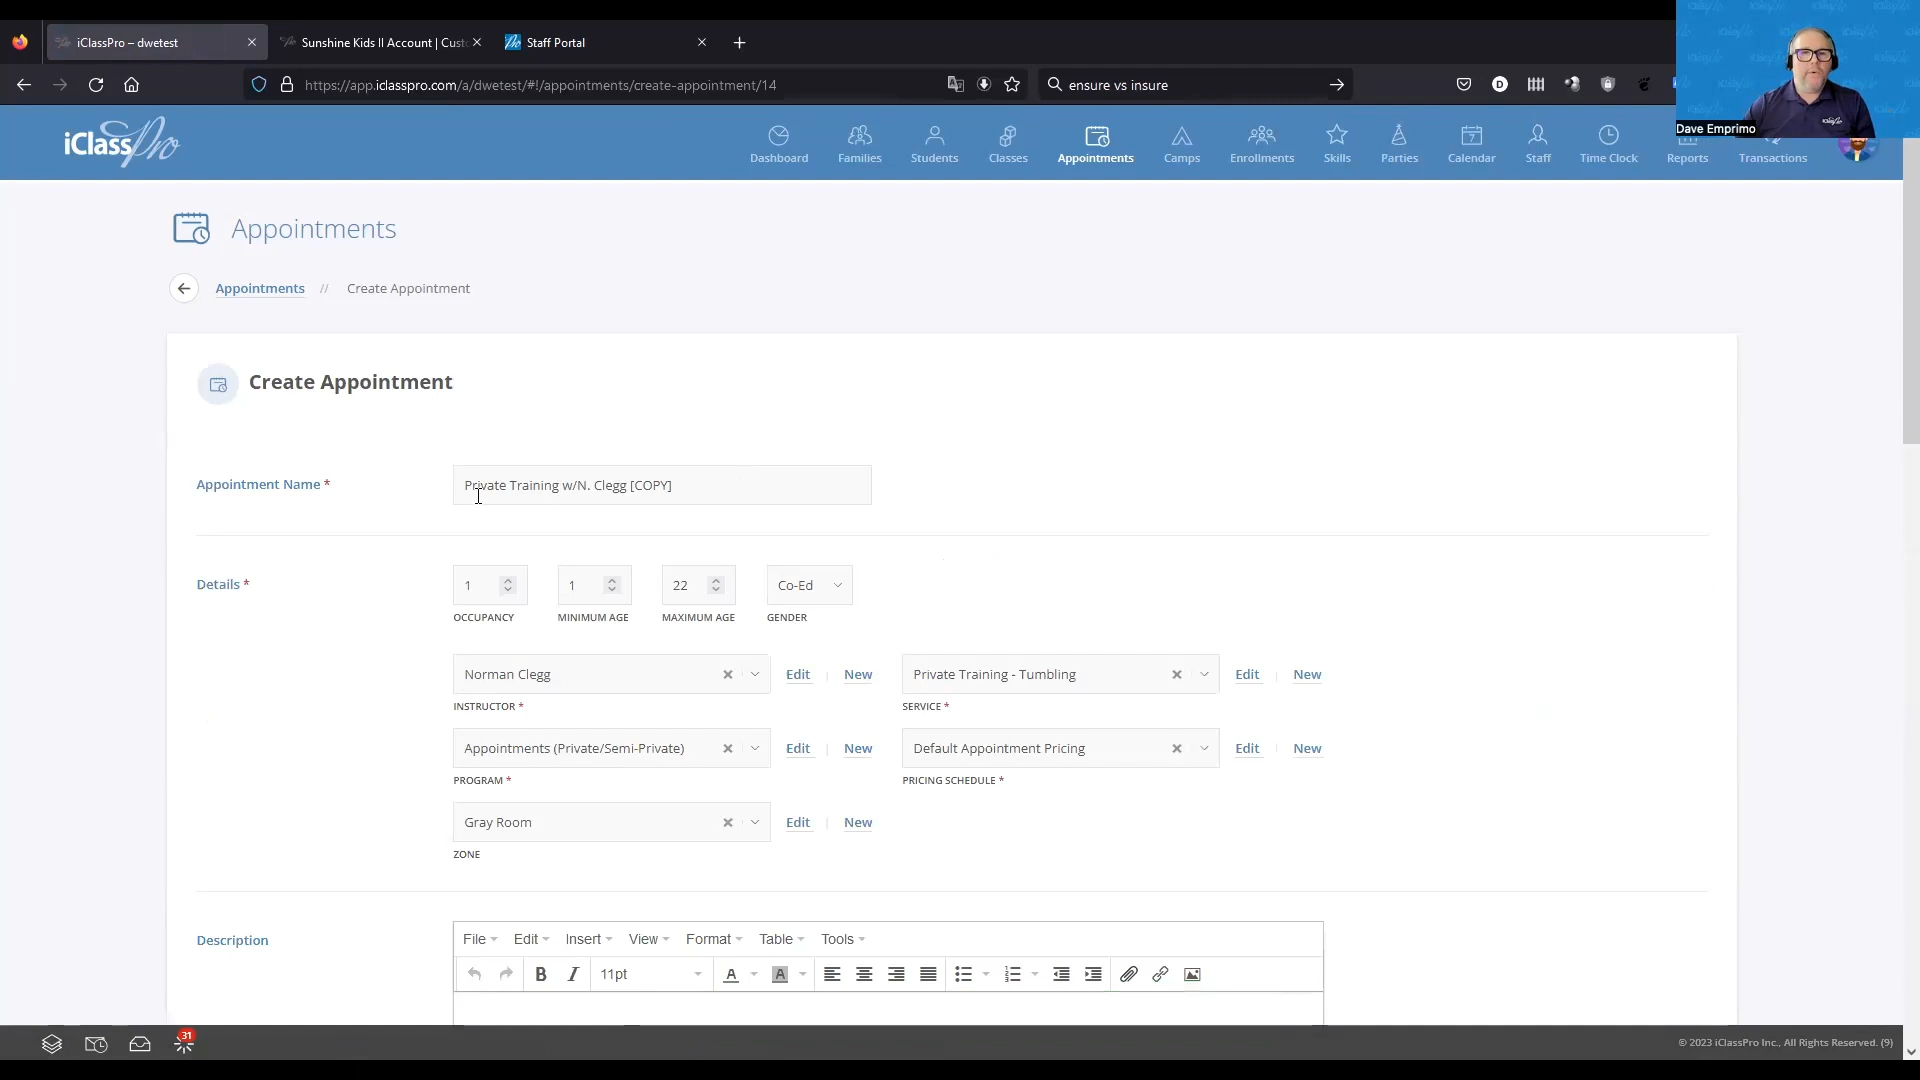 iClassPro – dwetest
Sunshine Kids II Account | Custo
Staff Portal
https://app.iclasspro.com/a/dwetest/#!/appointments/create-appointment/14
ensure vs insure
D
Dave Emprimo
iClassPro
Dashboard
Families
Students
Classes
Appointments
Camps
Enrollments
Skills
Parties
7
Calendar
Staff
Time Clock
Reports
Transactions
Appointments
Appointments // Create Appointment
Create Appointment
Appointment Name *
Private Training w/N. Clegg [COPY]
Details *
1 1 22 Co-Ed
OCCUPANCY MINIMUM AGE MAXIMUM AGE GENDER
Norman Clegg Edit | New Private Training - Tumbling Edit | New
INSTRUCTOR * SERVICE *
Appointments (Private/Semi-Private) Edit | New Default Appointment Pricing Edit | New
PROGRAM * PRICING SCHEDULE *
Gray Room Edit | New
ZONE
Description
File Edit Insert View Format Table Tools
B I 11pt A A
31
© 2023 iClassPro Inc., All Rights Reserved. (9)